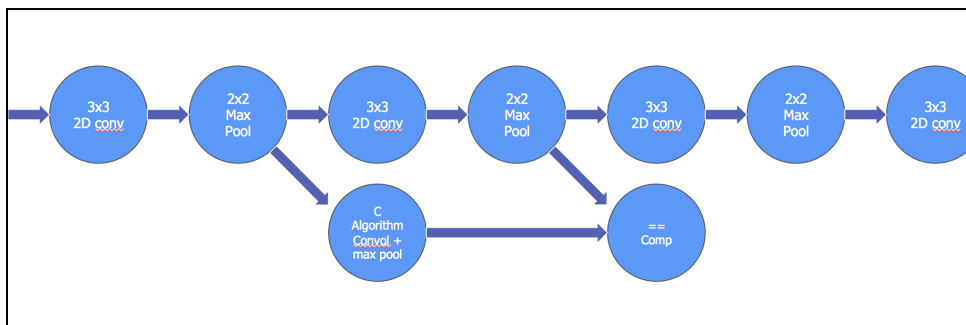 3x3
2D conv
2x2
Max
Pool
3x3
2D conv
2x2
Max
Pool
3x3
2D conv
2x2
Max
Pool
3x3
2D conv
C
Algorithm
Convol +
max pool
==
Comp